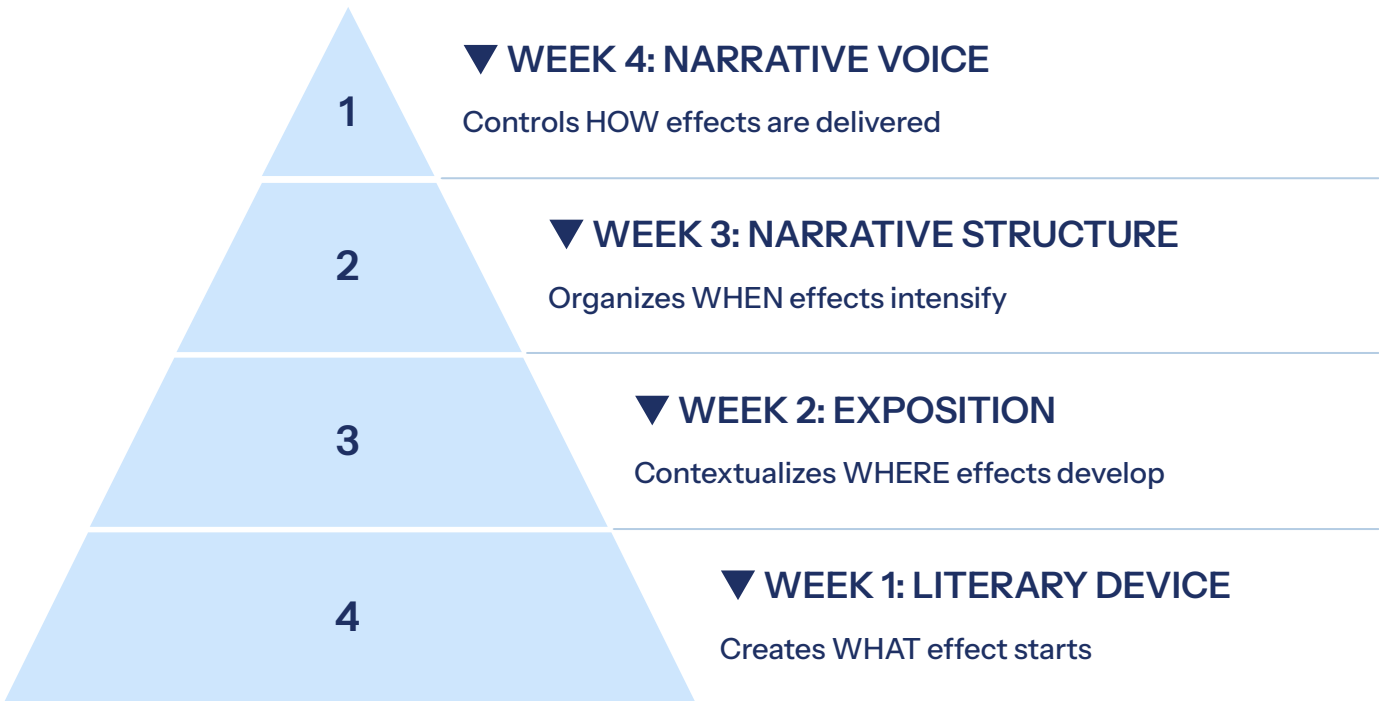 1
▼ WEEK 4: NARRATIVE VOICE
Controls HOW effects are delivered
2
▼ WEEK 3: NARRATIVE STRUCTURE
Organizes WHEN effects intensify
3
▼ WEEK 2: EXPOSITION
Contextualizes WHERE effects develop
4
▼ WEEK 1: LITERARY DEVICE
Creates WHAT effect starts